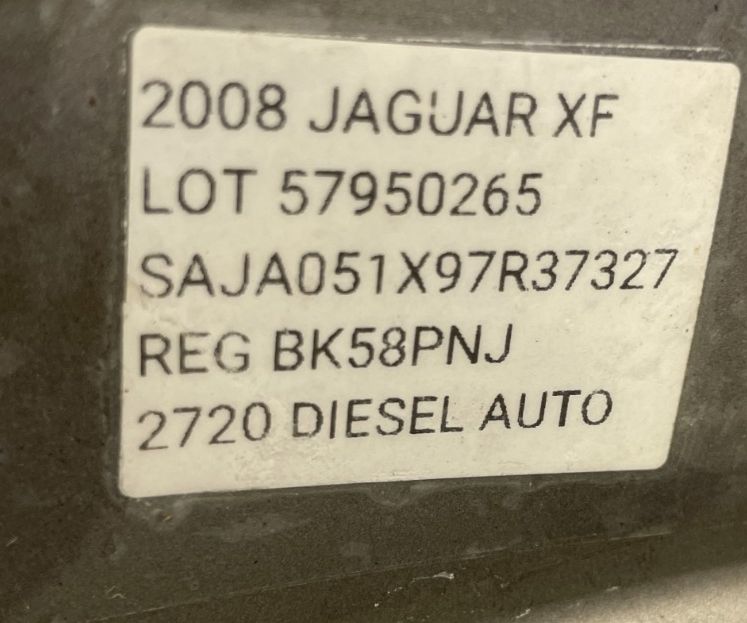 2008 JAGUAR XF
LOT 57950265
SAJA051X97R37327
REG BK58PNJ
2720 DIESEL AUTO